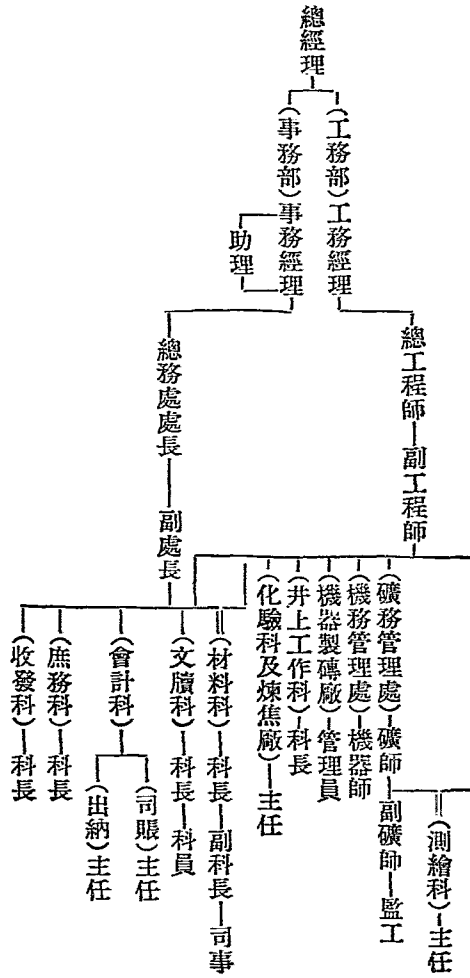 總經理
(工務部)工務經理
(事務部)事務經理
助理
總工程師 副工程師
總務處處長 副處長
(測繪科)主任
(礦務管理處)礦師 副礦師 監工
(機務管理處)機器師
(機器製磚廠)管理員
(井上工作科)科長
(化驗科及煉焦廠)主任
(材料科)科長 副科長 司事
(文牘科)科長 科員
(會計科)
(司賬)主任
(出納)主任
(庶務科)科長
(收發科)科長